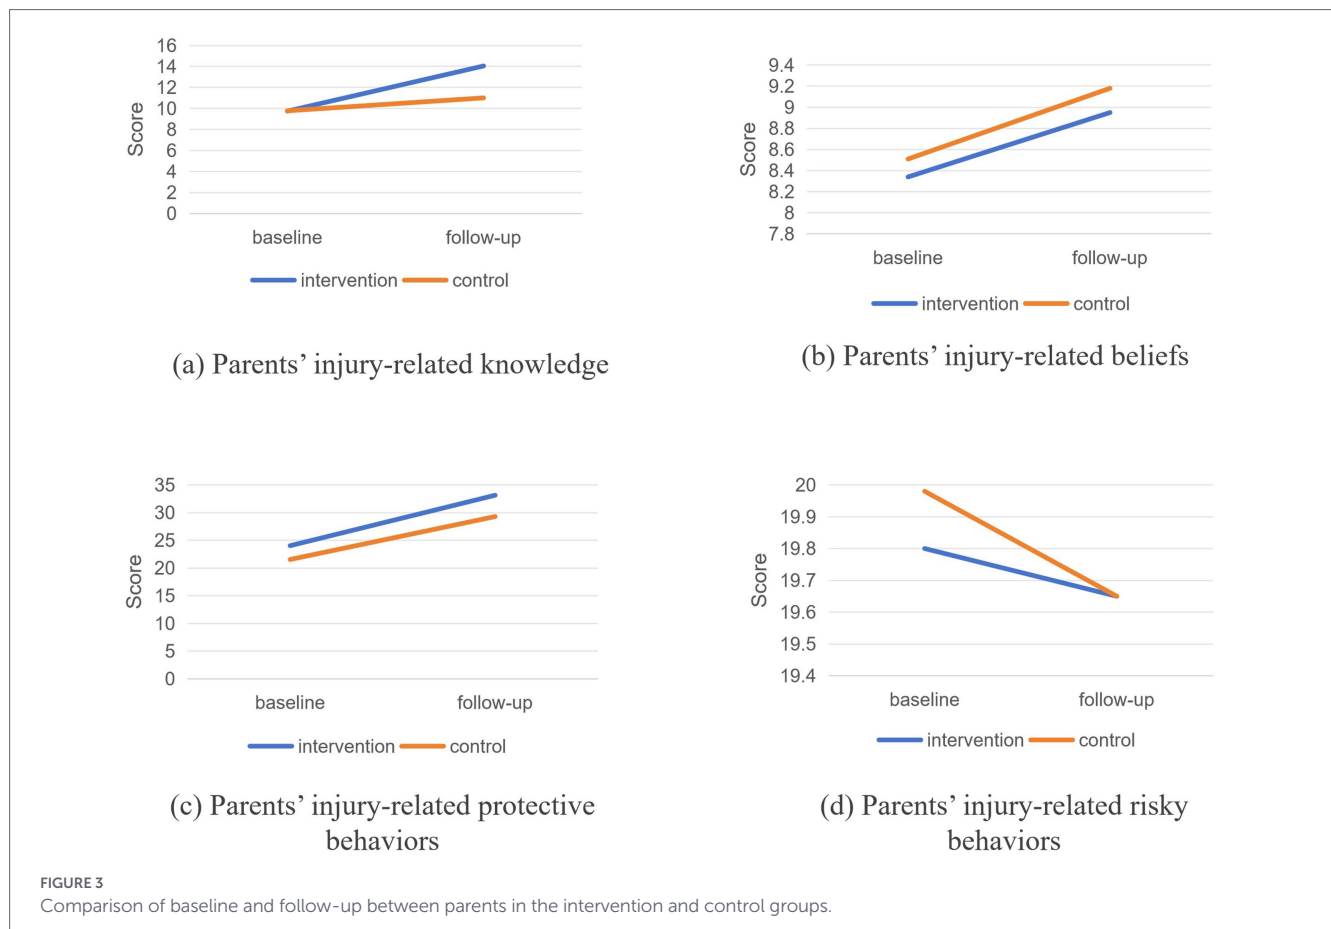 16
14
12
10
8
6
4
2
0
Score
baseline follow-up
intervention control
(a) Parents’ injury-related knowledge
9.4
9.2
9
8.8
8.6
8.4
8.2
8
7.8
Score
baseline follow-up
intervention control
(b) Parents’ injury-related beliefs
35
30
25
20
15
10
5
0
Score
baseline follow-up
intervention control
(c) Parents’ injury-related protective
behaviors
20
19.9
19.8
19.7
19.6
19.5
19.4
Score
baseline follow-up
intervention control
(d) Parents’ injury-related risky
behaviors
FIGURE 3
Comparison of baseline and follow-up between parents in the intervention and control groups.